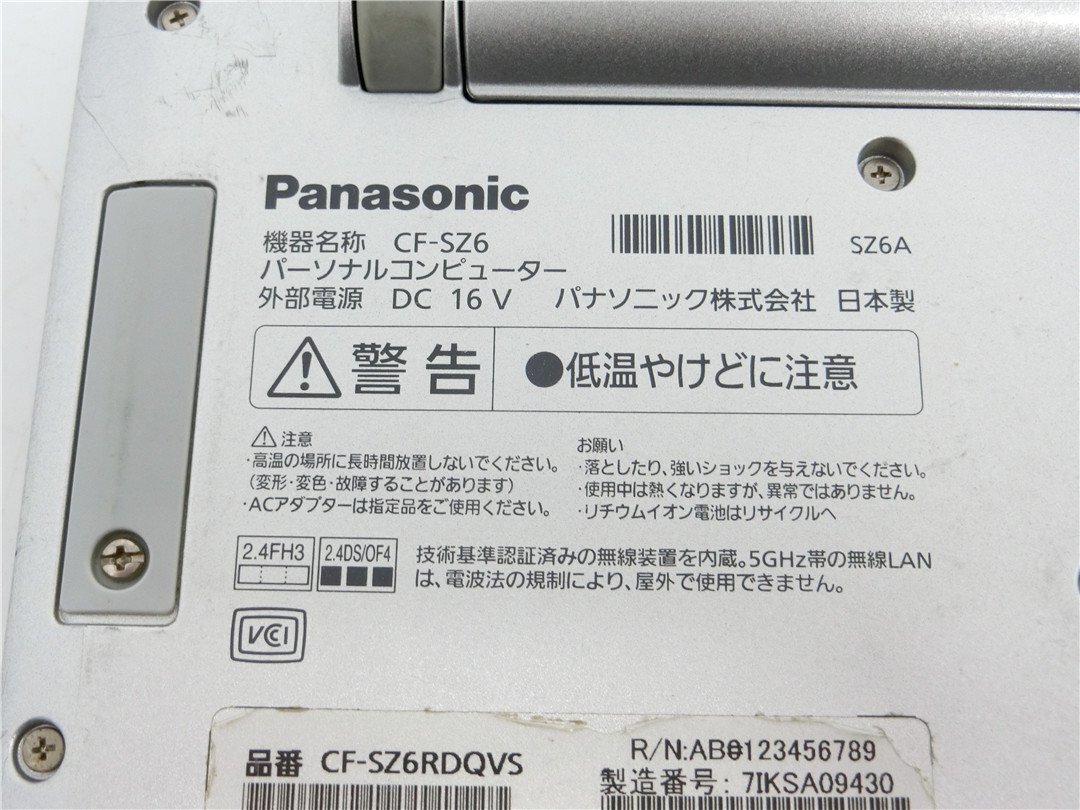 Panasonic
機器名称 CF-SZ6
SZ6A
パーソナルコンピューター
外部電源 DC 16 V パナソニック株式会社 日本製
警告 ●低温やけどに注意
注意
・高温の場所に長時間放置しないでください。
(変形・変色・故障することがあります)
・ACアダプターは指定品をご使用ください。
お願い
・落としたり、強いショックを与えないでください。
・使用中は熱くなりますが、異常ではありません。
・リチウムイオン電池はリサイクルへ
2.4FH3
2.4DS/OF4
技術基準認証済みの無線装置を内蔵。5GHz帯の無線LAN
は、電波法の規制により、屋外で使用できません。
VCCI
品番 CF-SZ6RDQVS
R/N:ABθ123456789
製造番号: 7IKSA09430